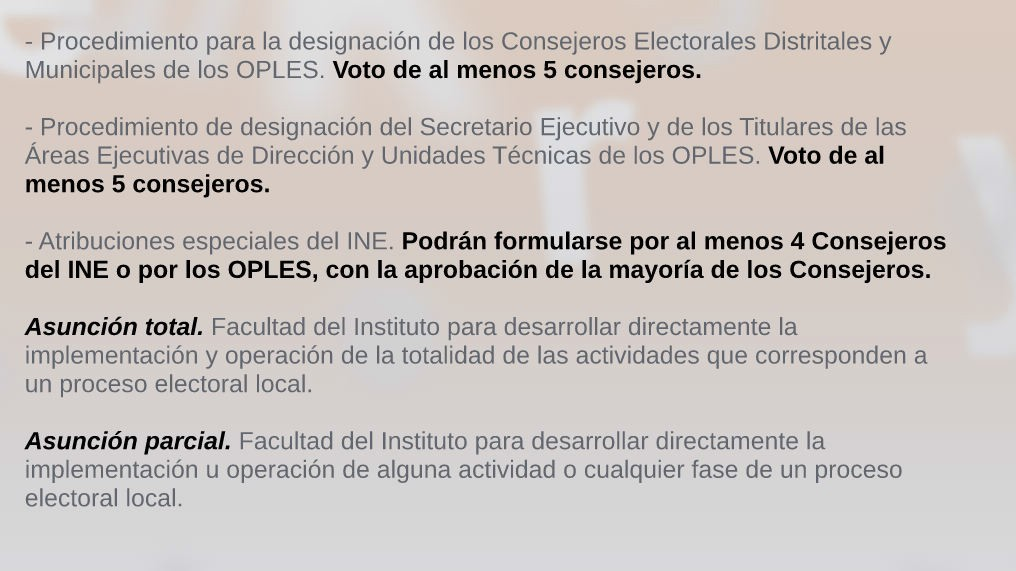 - Procedimiento para la designación de los Consejeros Electorales Distritales y
Municipales de los OPLES. Voto de al menos 5 consejeros.
- Procedimiento de designación del Secretario Ejecutivo y de los Titulares de las
Áreas Ejecutivas de Dirección y Unidades Técnicas de los OPLES. Voto de al
menos 5 consejeros.
- Atribuciones especiales del INE. Podrán formularse por al menos 4 Consejeros
del INE o por los OPLES, con la aprobación de la mayoría de los Consejeros.
Asunción total. Facultad del Instituto para desarrollar directamente la
implementación y operación de la totalidad de las actividades que corresponden a
un proceso electoral local.
Asunción parcial. Facultad del Instituto para desarrollar directamente la
implementación u operación de alguna actividad o cualquier fase de un proceso
electoral local.